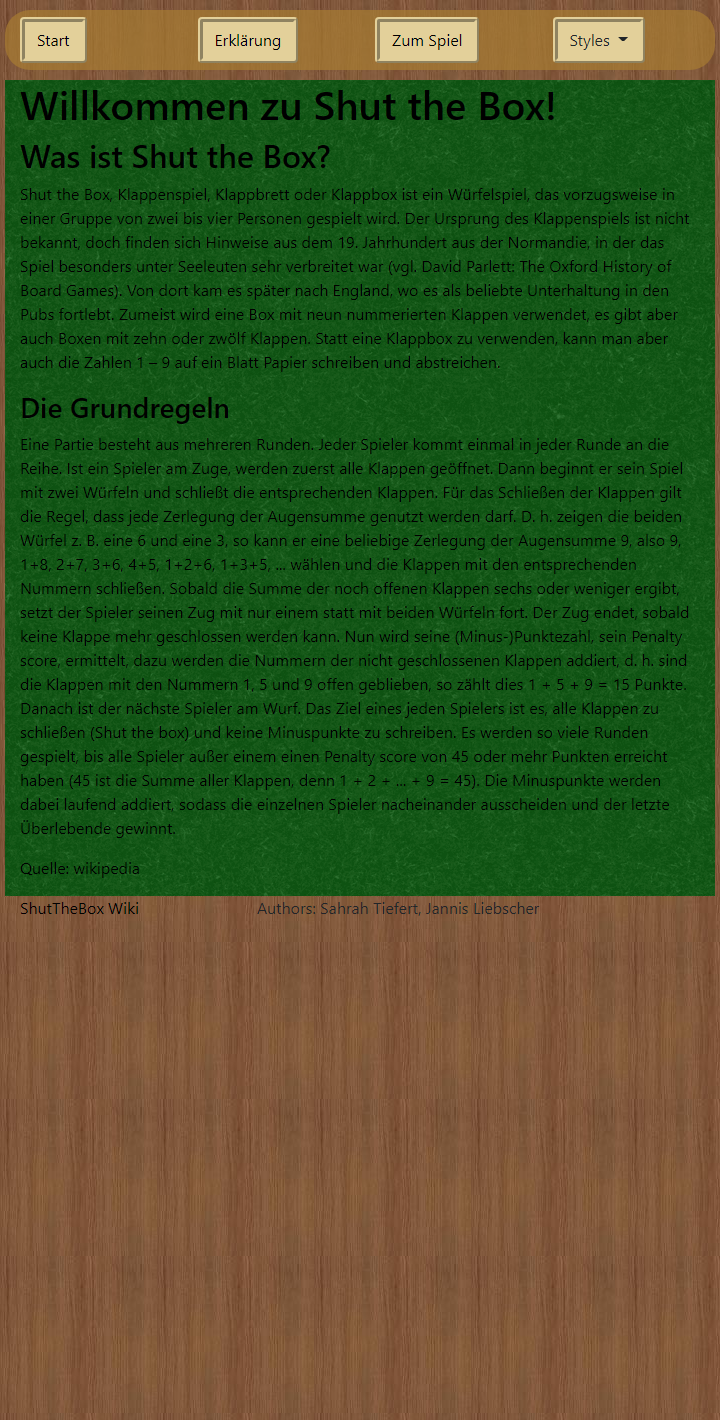 Start Erklärung Zum Spiel Styles
Willkommen zu Shut the Box!
Was ist Shut the Box?
Shut the Box, Klappenspiel, Klappbrett oder Klappbox ist ein Würfelspiel, das vorzugsweise in
einer Gruppe von zwei bis vier Personen gespielt wird. Der Ursprung des Klappenspiels ist nicht
bekannt, doch finden sich Hinweise aus dem 19. Jahrhundert aus der Normandie, in der das
Spiel besonders unter Seeleuten sehr verbreitet war (vgl. David Parlett: The Oxford History of
Board Games). Von dort kam es später nach England, wo es als beliebte Unterhaltung in den
Pubs fortlebt. Zumeist wird eine Box mit neun nummerierten Klappen verwendet, es gibt aber
auch Boxen mit zehn oder zwölf Klappen. Statt eine Klappbox zu verwenden, kann man aber
auch die Zahlen 1 – 9 auf ein Blatt Papier schreiben und abstreichen.
Die Grundregeln
Eine Partie besteht aus mehreren Runden. Jeder Spieler kommt einmal in jeder Runde an die
Reihe. Ist ein Spieler am Zuge, werden zuerst alle Klappen geöffnet. Dann beginnt er sein Spiel
mit zwei Würfeln und schließt die entsprechenden Klappen. Für das Schließen der Klappen gilt
die Regel, dass jede Zerlegung der Augensumme genutzt werden darf. D. h. zeigen die beiden
Würfel z. B. eine 6 und eine 3, so kann er eine beliebige Zerlegung der Augensumme 9, also 9,
1+8, 2+7, 3+6, 4+5, 1+2+6, 1+3+5, ... wählen und die Klappen mit den entsprechenden
Nummern schließen. Sobald die Summe der noch offenen Klappen sechs oder weniger ergibt,
setzt der Spieler seinen Zug mit nur einem statt mit beiden Würfeln fort. Der Zug endet, sobald
keine Klappe mehr geschlossen werden kann. Nun wird seine (Minus-)Punktezahl, sein Penalty
score, ermittelt, dazu werden die Nummern der nicht geschlossenen Klappen addiert, d. h. sind
die Klappen mit den Nummern 1, 5 und 9 offen geblieben, so zählt dies 1 + 5 + 9 = 15 Punkte.
Danach ist der nächste Spieler am Wurf. Das Ziel eines jeden Spielers ist es, alle Klappen zu
schließen (Shut the box) und keine Minuspunkte zu schreiben. Es werden so viele Runden
gespielt, bis alle Spieler außer einem einen Penalty score von 45 oder mehr Punkten erreicht
haben (45 ist die Summe aller Klappen, denn 1 + 2 + ... + 9 = 45). Die Minuspunkte werden
dabei laufend addiert, sodass die einzelnen Spieler nacheinander ausscheiden und der letzte
Überlebende gewinnt.
Quelle: wikipedia
ShutTheBox Wiki Authors: Sahrah Tiefert, Jannis Liebscher